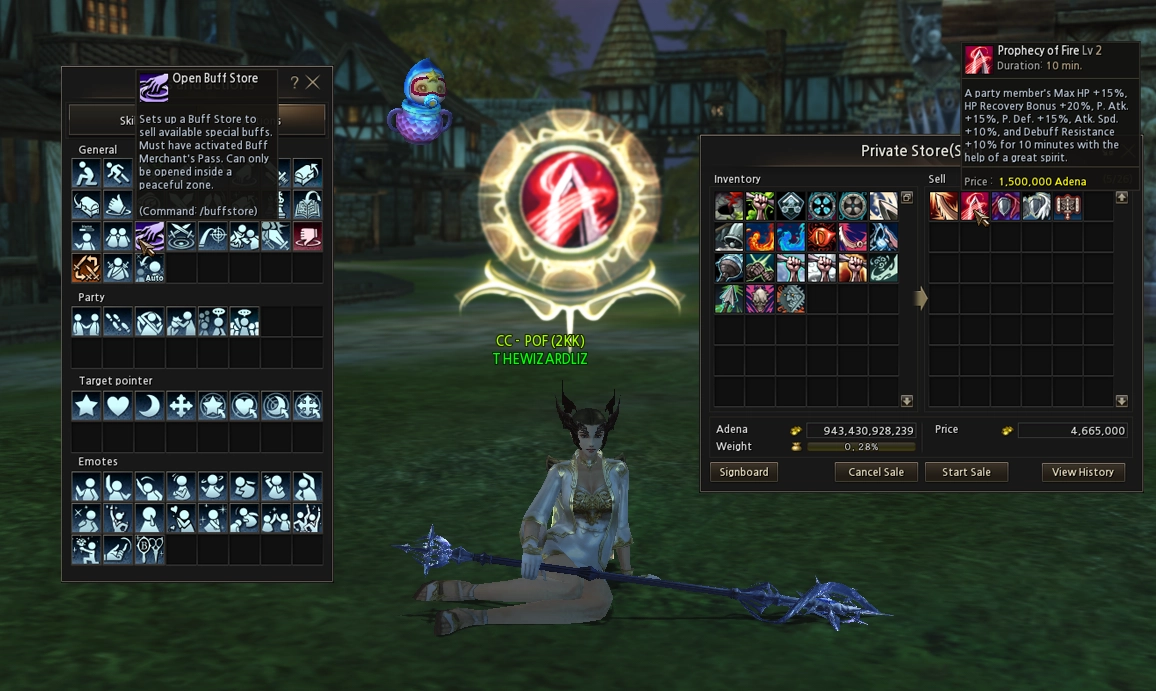 Open Buff Store
?
Ski
s
Sets up a Buff Store to
sell available special buffs.
Must have activated Buff
Merchant's Pass. Can only
be opened inside a
peaceful zone.
(Command: /buffstore)
General
Auto
Party
Target pointer
Emotes
CC - POF (2KK)
THEWIZARDLIZ
Prophecy of Fire Lv 2
Duration: 10 min.
A party member's Max HP +15%,
HP Recovery Bonus +20%, P. Atk.
+15%, P. Def. +15%, Atk. Spd.
+10%, and Debuff Resistance
+10% for 10 minutes with the
help of a great spirit.
Price : 1,500,000 Adena
Private Store(S
Inventory
Sell
Adena 943,430,928,239
Weight 0.28%
Price 4,665,000
Signboard
Cancel Sale
Start Sale
View History